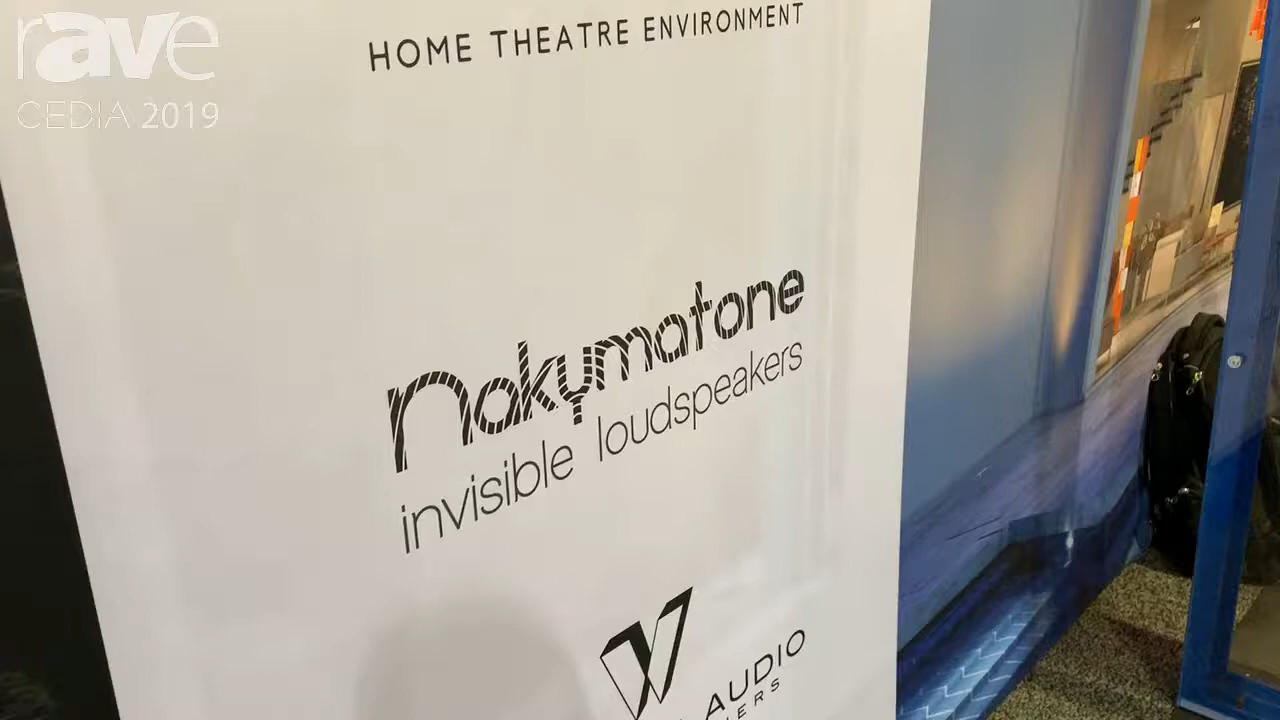 rAVe
CEDIA 2019
HOME THEATRE ENVIRONMENT
nakymatone
invisible loudspeakers
AUDIO